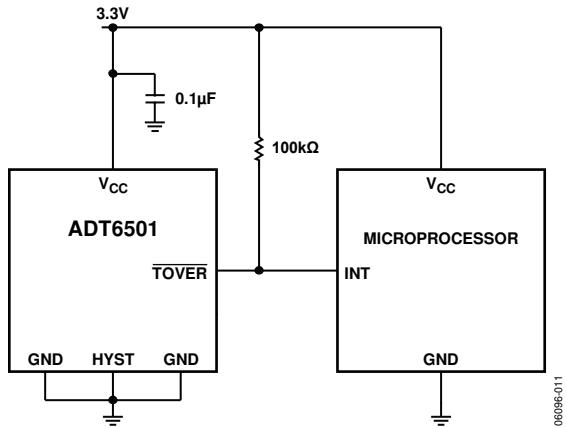 3.3V
0.1µF
100kΩ
VCC
VCC
ADT6501
MICROPROCESSOR
TOVER
INT
GND HYST GND
GND
06096-011